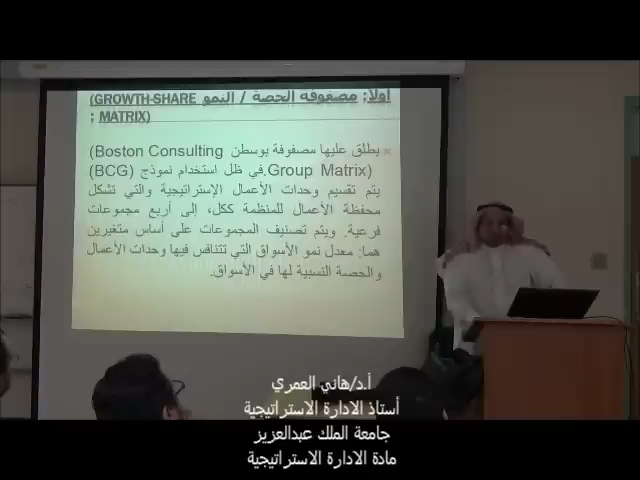 أولاً: مصفوفة الحصة / النمو (GROWTH-SHARE
MATRIX) :
يطلق عليها مصفوفة بوسطن (Boston Consulting
Group Matrix).في ظل استخدام نموذج (BCG)
يتم تقسيم وحدات الأعمال الإستراتيجية والتي تشكل
محفظة الأعمال للمنظمة ككل، إلى أربع مجموعات
فرعية. ويتم تصنيف المجموعات على أساس متغيرين
هما: معدل نمو الأسواق التي تتنافس فيها وحدات الأعمال
والحصة النسبية لها في الأسواق.
أ.د/هاني العمري
أستاذ الادارة الاستراتيجية
جامعة الملك عبدالعزيز
مادة الادارة الاستراتيجية